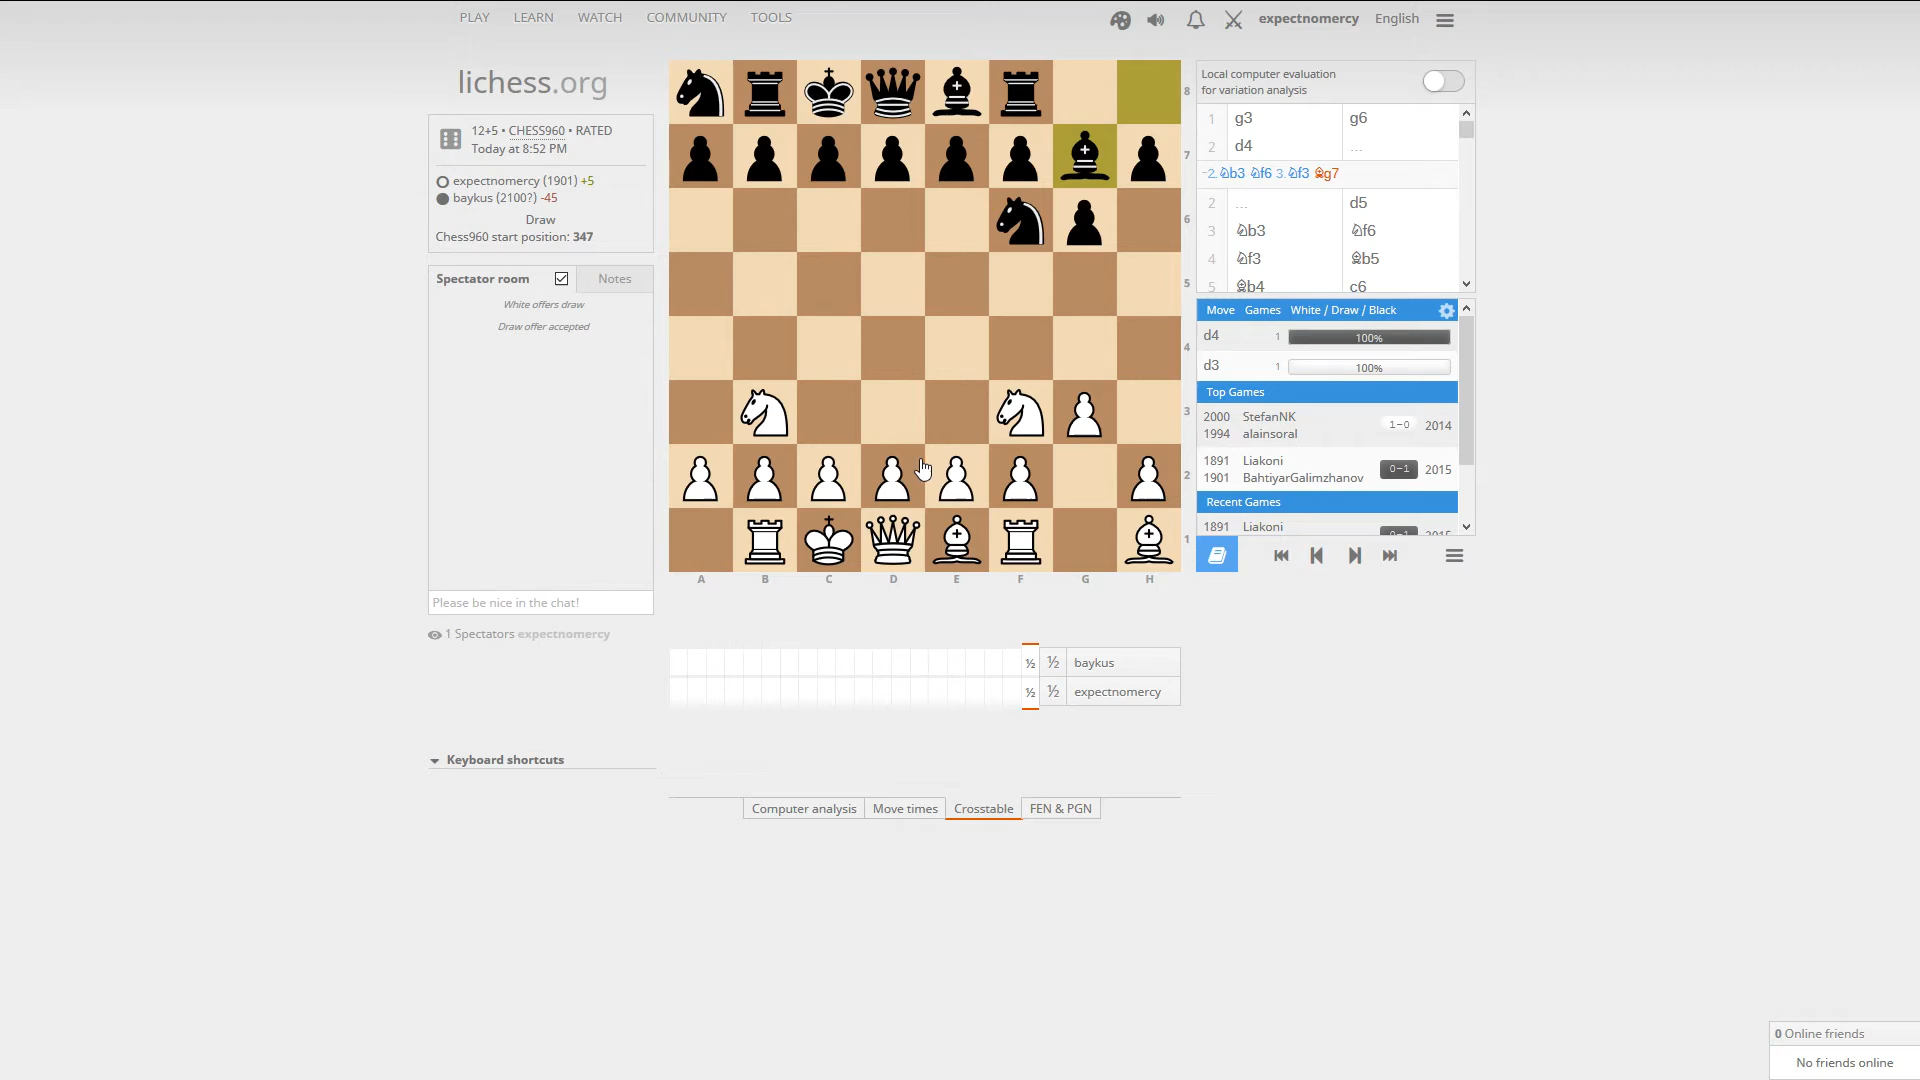 PLAY LEARN WATCH COMMUNITY TOOLS
expectnomercy English
lichess.org
12+5 • CHESS960 • RATED
Today at 8:52 PM
expectnomercy (1901) +5
baykus (2100?) -45
Draw
Chess960 start position: 347
Spectator room Notes
White offers draw
Draw offer accepted
Please be nice in the chat!
1 Spectators expectnomercy
8
7
6
5
4
3
2
1
A B C D E F G H
½ ½ baykus
½ ½ expectnomercy
Keyboard shortcuts
Computer analysis Move times Crosstable FEN & PGN
Local computer evaluation
for variation analysis
1 g3 g6
2 d4 ...
2. ♘b3 ♘f6 3. ♘f3 ♗g7
2 ... d5
3 ♘b3 ♘f6
4 ♘f3 ♗b5
5 ♗b4 c6
Move Games White / Draw / Black
d4 1 100%
d3 1 100%
Top Games
2000 StefanNK
1994 alainsoral
1-0 2014
1891 Liakoni
1901 BahtiyarGalimzhanov
0-1 2015
Recent Games
1891 Liakoni
0-1 2015
0 Online friends
No friends online